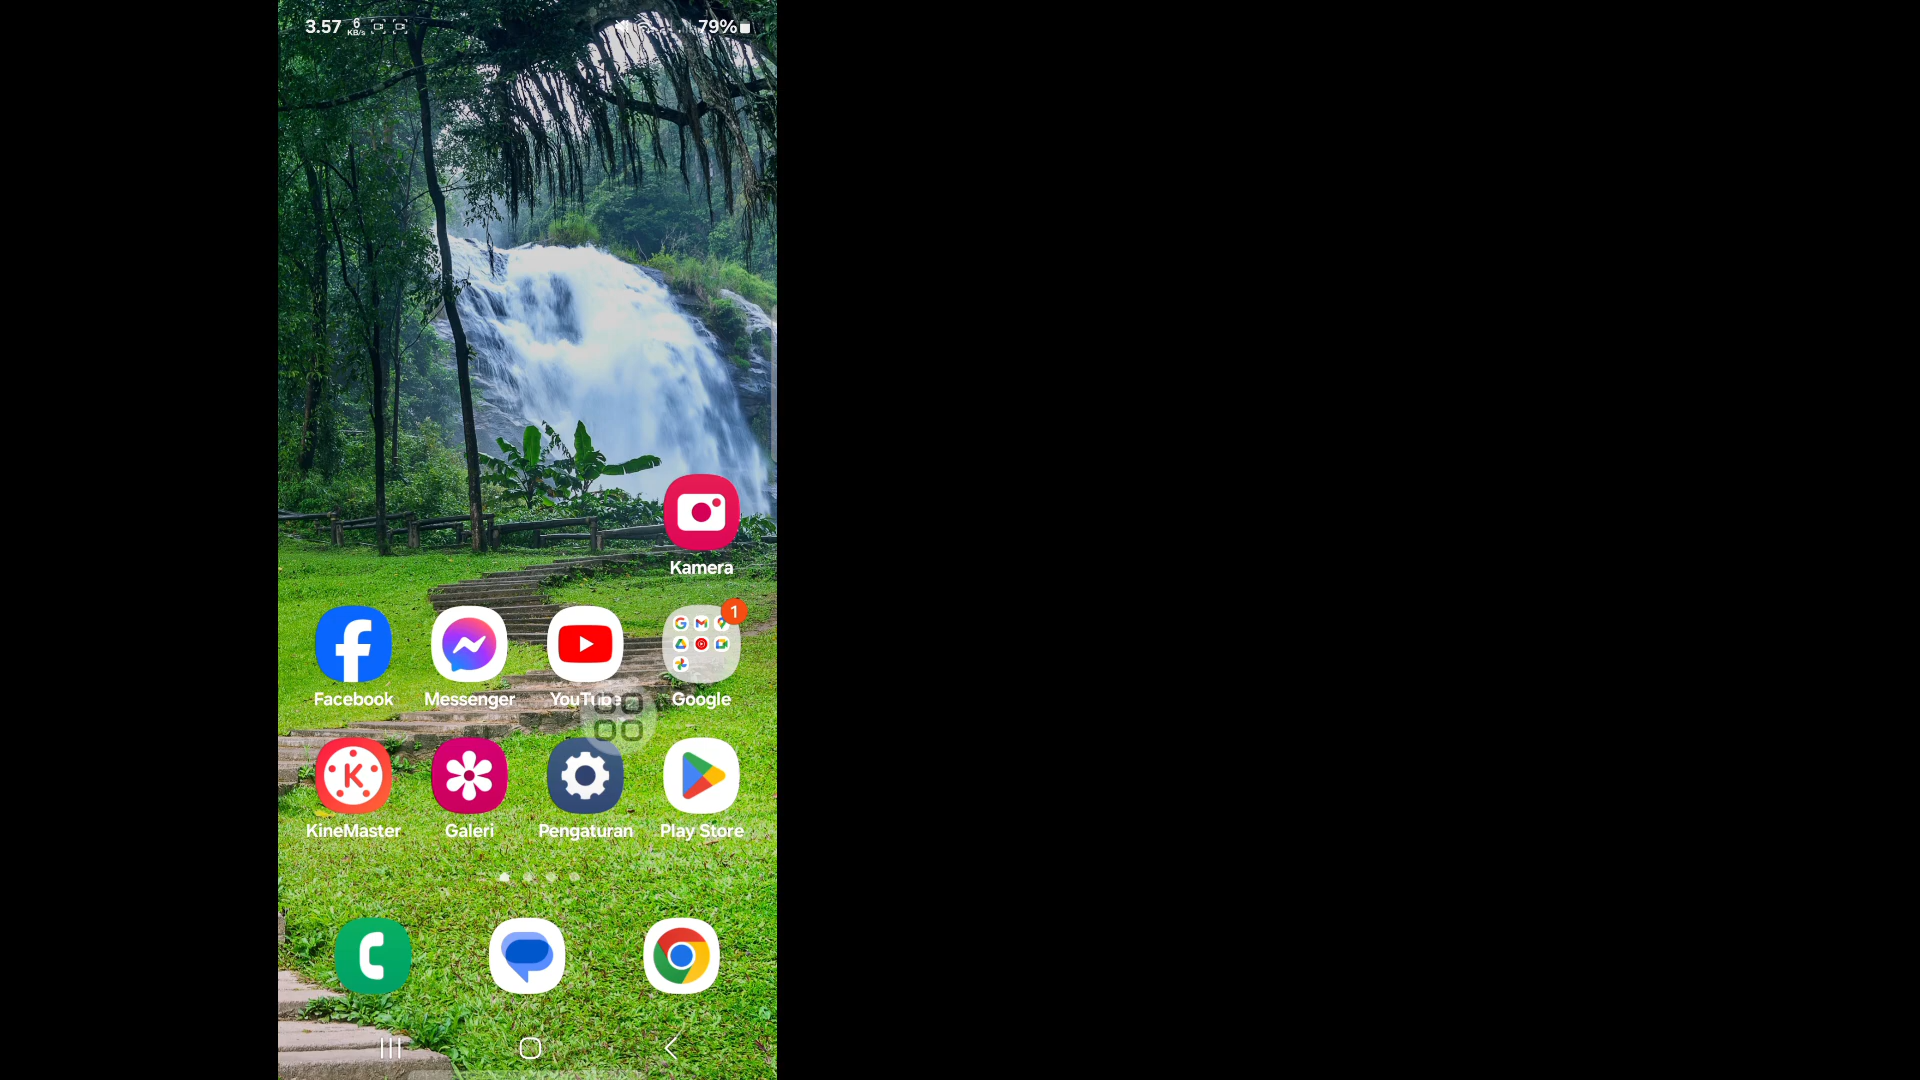 3.57 6 KB/s 79%
Kamera
1
Facebook Messenger YouTube Google
KineMaster Galeri Pengaturan Play Store